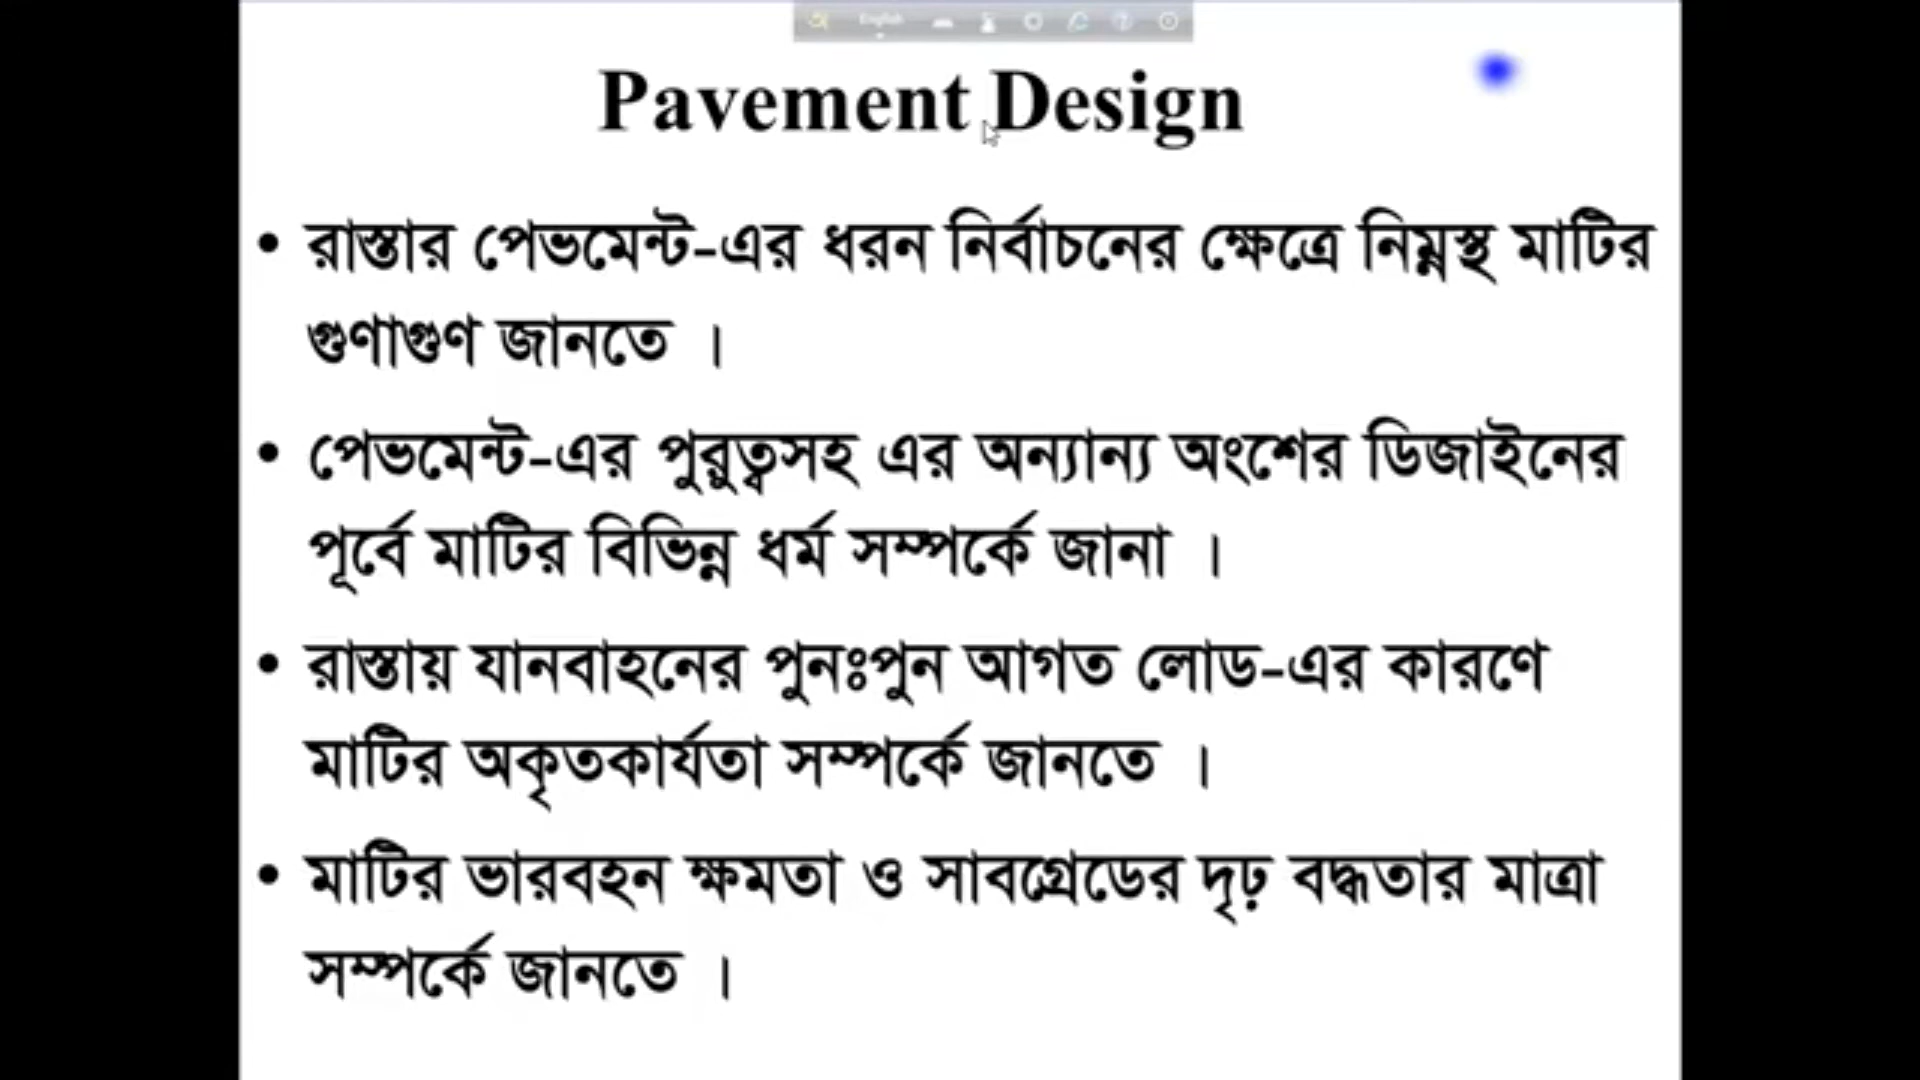 English
Pavement Design
• রাস্তার পেভমেন্ট-এর ধরন নির্বাচনের ক্ষেত্রে নিম্নস্থ মাটির
গুণাগুণ জানতে ।
• পেভমেন্ট-এর পুরুত্বসহ এর অন্যান্য অংশের ডিজাইনের
পূর্বে মাটির বিভিন্ন ধর্ম সম্পর্কে জানা ।
• রাস্তায় যানবাহনের পুনঃপুন আগত লোড-এর কারণে
মাটির অকৃতকার্যতা সম্পর্কে জানতে ।
• মাটির ভারবহন ক্ষমতা ও সাবগ্রেডের দৃঢ় বদ্ধতার মাত্রা
সম্পর্কে জানতে ।